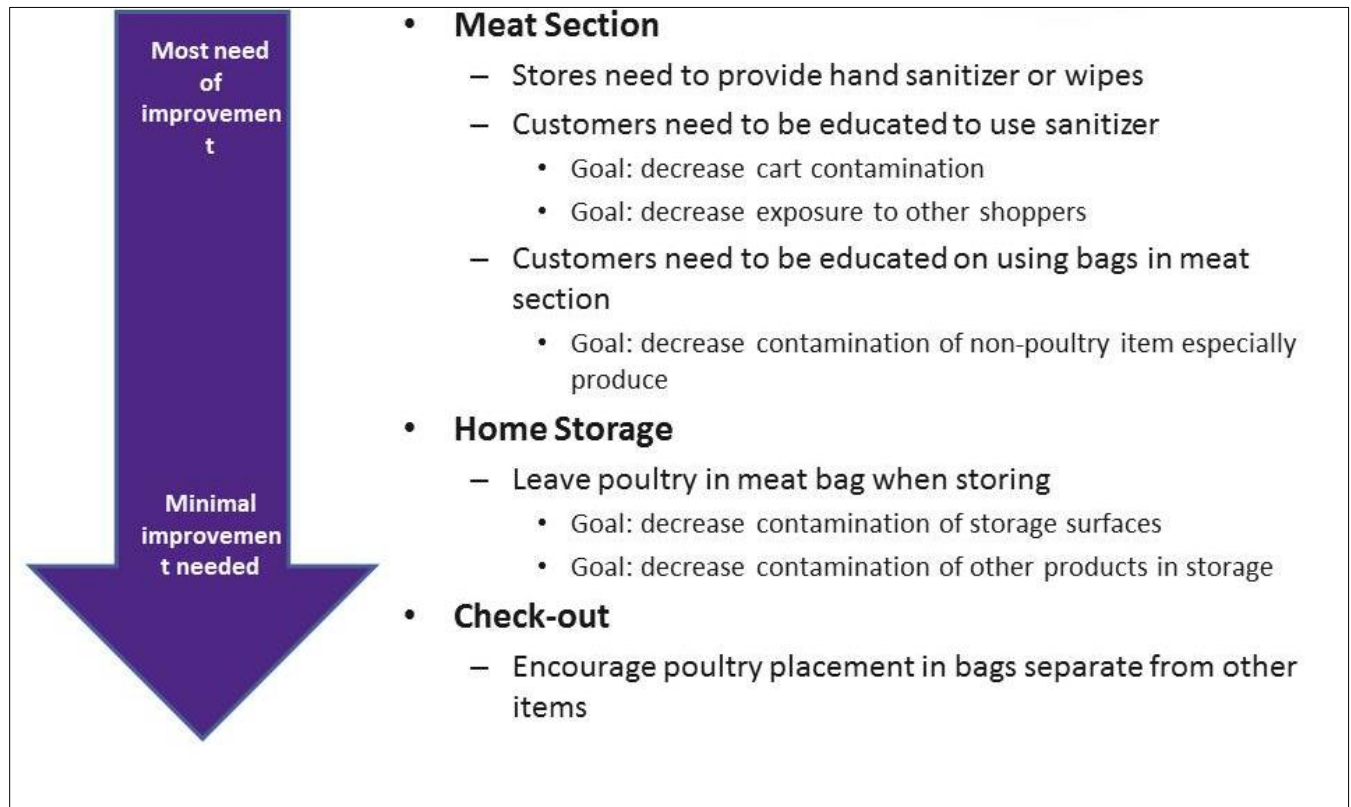 Most need
of
improvemen
t
Minimal
improvemen
t needed
• Meat Section
– Stores need to provide hand sanitizer or wipes
– Customers need to be educated to use sanitizer
• Goal: decrease cart contamination
• Goal: decrease exposure to other shoppers
– Customers need to be educated on using bags in meat
section
• Goal: decrease contamination of non-poultry item especially
produce
• Home Storage
– Leave poultry in meat bag when storing
• Goal: decrease contamination of storage surfaces
• Goal: decrease contamination of other products in storage
• Check-out
– Encourage poultry placement in bags separate from other
items